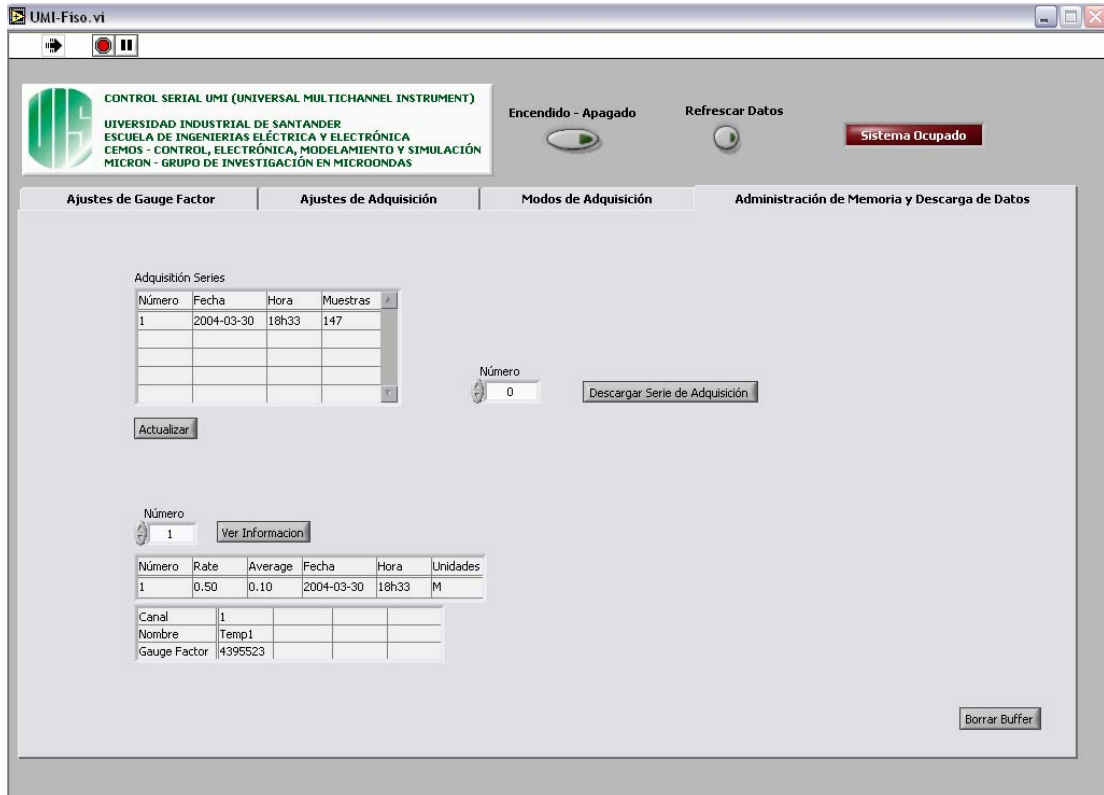 UMI-Fiso.vi
CONTROL SERIAL UMI (UNIVERSAL MULTICHANNEL INSTRUMENT)
UIVERSIDAD INDUSTRIAL DE SANTANDER
ESCUELA DE INGENIERIAS ELÉCTRICA Y ELECTRÓNICA
CEMOS - CONTROL, ELECTRÓNICA, MODELAMIENTO Y SIMULACIÓN
MICRON - GRUPO DE INVESTIGACIÓN EN MICROONDAS
Encendido - Apagado Refrescar Datos
Sistema Ocupado
Ajustes de Gauge Factor Ajustes de Adquisición Modos de Adquisición Administración de Memoria y Descarga de Datos
Adquisitión Series
Número Fecha Hora Muestras
1 2004-03-30 18h33 147
Número
0 Descargar Serie de Adquisición
Actualizar
Número
1 Ver Informacion
Número Rate Average Fecha Hora Unidades
1 0.50 0.10 2004-03-30 18h33 M
Canal 1
Nombre Temp1
Gauge Factor 4395523
Borrar Buffer